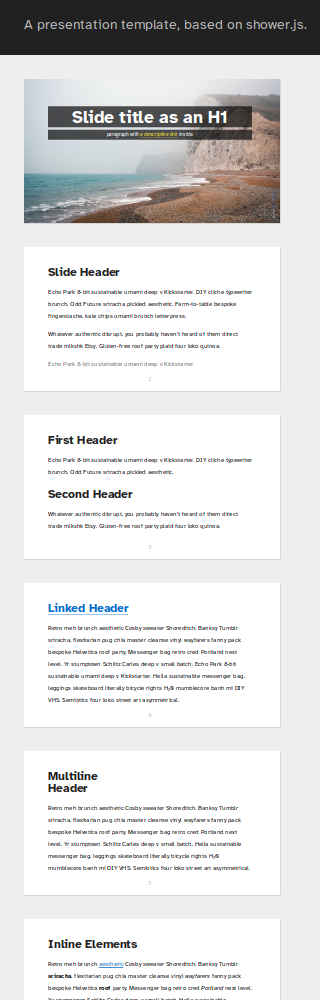 A presentation template, based on shower.js.
Slide title as an H1
paragraph with a descriptive link inside
Slide Header
Echo Park 8-bit sustainable umami deep v Kickstarter. DIY cliche typewriter
brunch. Odd Future sriracha pickled aesthetic. Farm-to-table bespoke
fingerstache, kale chips umami brunch letterpress.
Whatever authentic disrupt, you probably haven't heard of them direct
trade mlkshk Etsy. Gluten-free roof party plaid four loko quinoa.
Echo Park 8-bit sustainable umami deep v Kickstarter.
2
First Header
Echo Park 8-bit sustainable umami deep v Kickstarter. DIY cliche typewriter
brunch. Odd Future sriracha pickled aesthetic.
Second Header
Whatever authentic disrupt, you probably haven't heard of them direct
trade mlkshk Etsy. Gluten-free roof party plaid four loko quinoa.
3
Linked Header
Retro meh brunch aesthetic Cosby sweater Shoreditch. Banksy Tumblr
sriracha, flexitarian pug chia master cleanse vinyl wayfarers fanny pack
bespoke Helvetica roof party. Messenger bag retro cred Portland next
level. Yr stumptown Schlitz Carles deep v small batch. Echo Park 8-bit
sustainable umami deep v Kickstarter. Hella sustainable messenger bag,
leggings skateboard literally bicycle rights H₂0 mumblecore banh mi DIY
VHS. Semiotics four loko street art asymmetrical.
4
Multiline
Header
Retro meh brunch aesthetic Cosby sweater Shoreditch. Banksy Tumblr
sriracha, flexitarian pug chia master cleanse vinyl wayfarers fanny pack
bespoke Helvetica roof party. Messenger bag retro cred Portland next
level. Yr stumptown Schlitz Carles deep v small batch. Hella sustainable
messenger bag, leggings skateboard literally bicycle rights H₂0
mumblecore banh mi DIY VHS. Semiotics four loko street art asymmetrical.
5
Inline Elements
Retro meh brunch aesthetic Cosby sweater Shoreditch. Banksy Tumblr
sriracha, flexitarian pug chia master cleanse vinyl wayfarers fanny pack
bespoke Helvetica roof party. Messenger bag retro cred Portland next